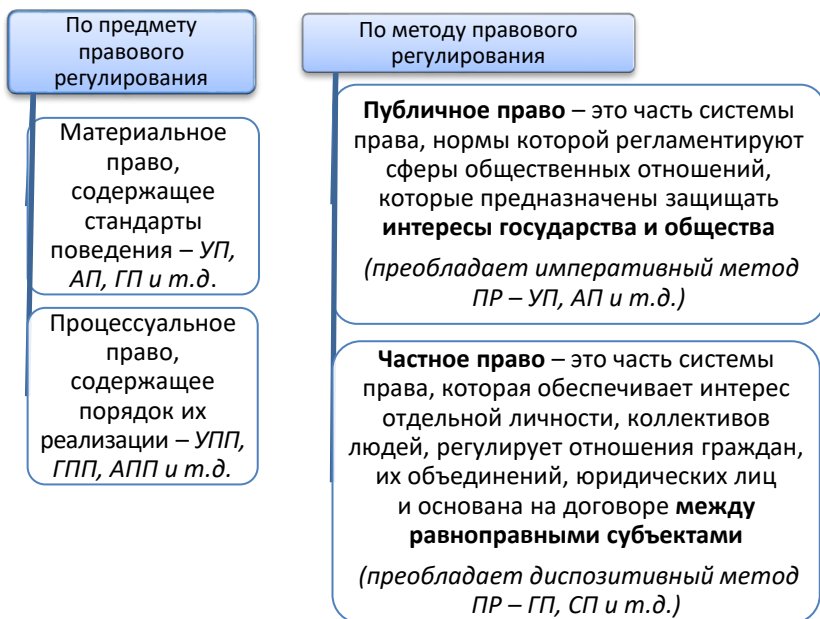 По предмету
правового
регулирования
Материальное
право,
содержащее
стандарты
поведения – УП,
АП, ГП и т.д.
Процессуальное
право,
содержащее
порядок их
реализации – УПП,
ГПП, АПП и т.д.
По методу правового
регулирования
Публичное право – это часть системы
права, нормы которой регламентируют
сферы общественных отношений,
которые предназначены защищать
интересы государства и общества
(преобладает императивный метод
ПР – УП, АП и т.д.)
Частное право – это часть системы
права, которая обеспечивает интерес
отдельной личности, коллективов
людей, регулирует отношения граждан,
их объединений, юридических лиц
и основана на договоре между
равноправными субъектами
(преобладает диспозитивный метод
ПР – ГП, СП и т.д.)